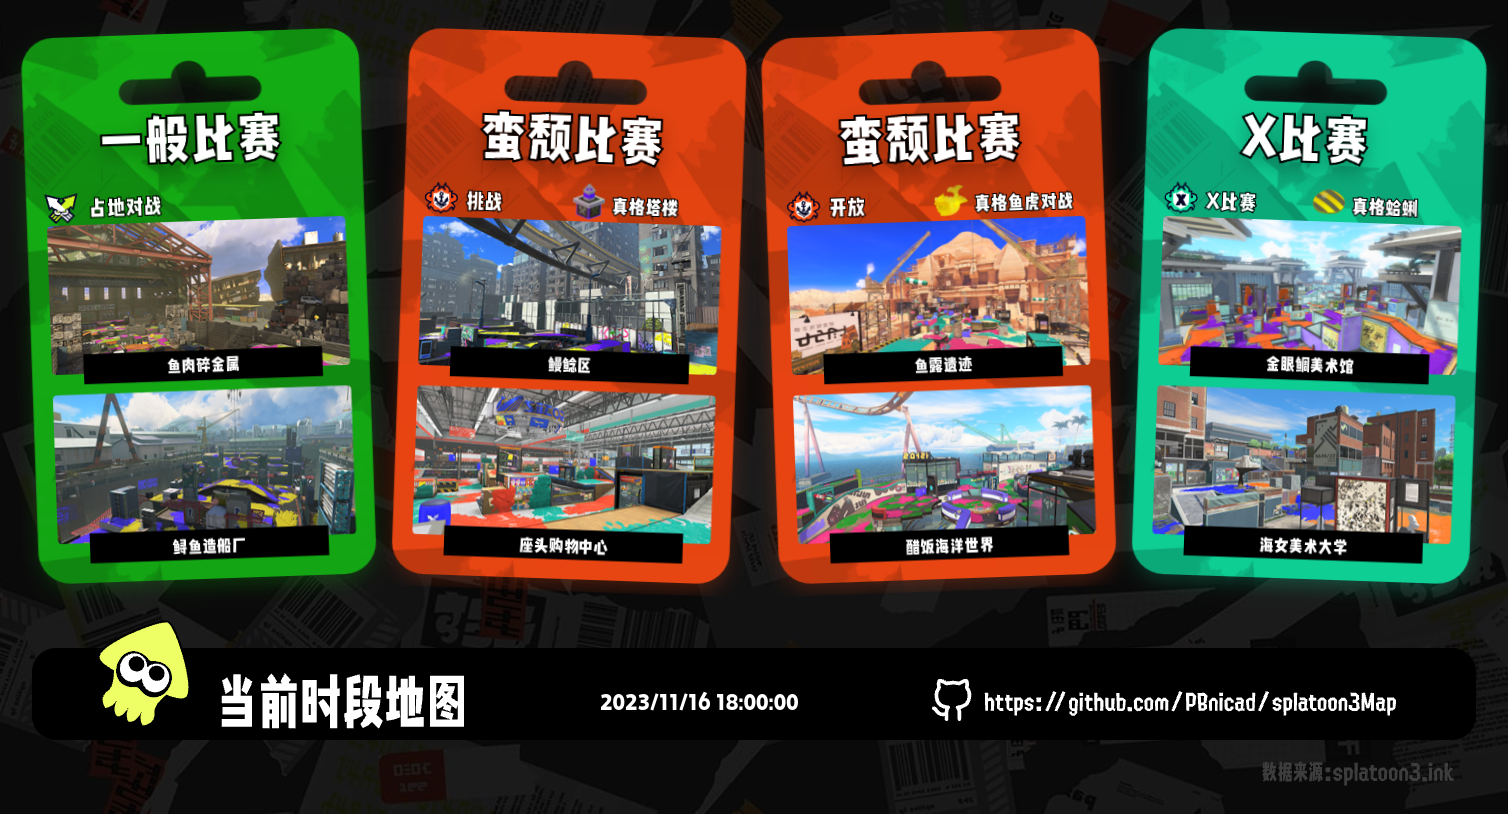 一般比赛
占地对战
鱼肉碎金属
鲟鱼造船厂
蛮颓比赛
挑战
真格塔楼
鳗鲶区
座头购物中心
蛮颓比赛
开放
真格鱼虎对战
鱼露遗迹
醋饭海洋世界
X比赛
X比赛
真格蛤蜊
金眼鲷美术馆
海女美术大学
当前时段地图
2023/11/16 18:00:00
https://github.com/PBnicad/splatoon3Map
数据来源:splatoon3.ink